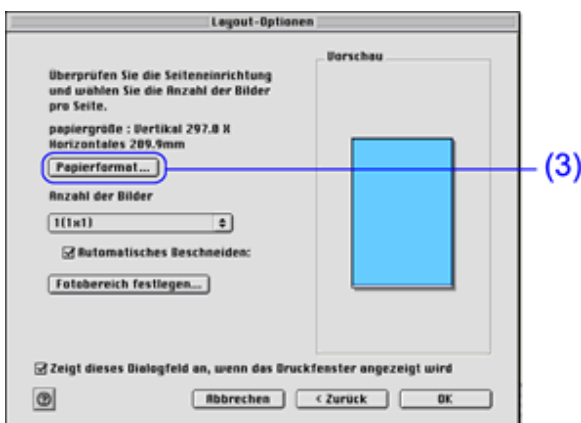 Layout-Optionen
Überprüfen Sie die Seiteneinrichtung
und wählen Sie die Anzahl der Bilder
pro Seite.
papiergröße : Vertikal 297.0 X
Horizontales 209.9mm
Papierformat...
Anzahl der Bilder
1(1x1)
Automatisches Beschneiden:
Fotobereich festlegen...
Vorschau
(3)
Zeigt dieses Dialogfeld an, wenn das Druckfenster angezeigt wird
?
Abbrechen
< Zurück
OK